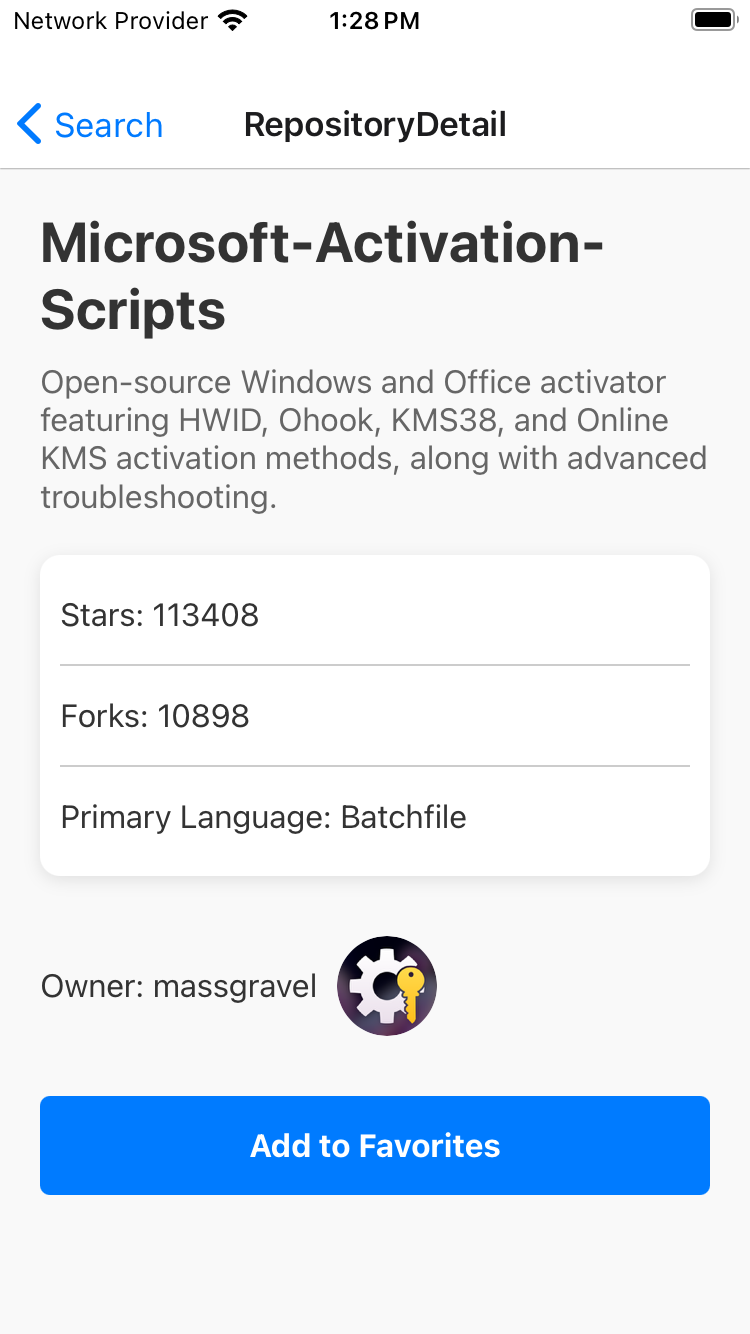 Network Provider 1:28 PM
Search RepositoryDetail
Microsoft-Activation-
Scripts
Open-source Windows and Office activator
featuring HWID, Ohook, KMS38, and Online
KMS activation methods, along with advanced
troubleshooting.
Stars: 113408
Forks: 10898
Primary Language: Batchfile
Owner: massgravel
Add to Favorites